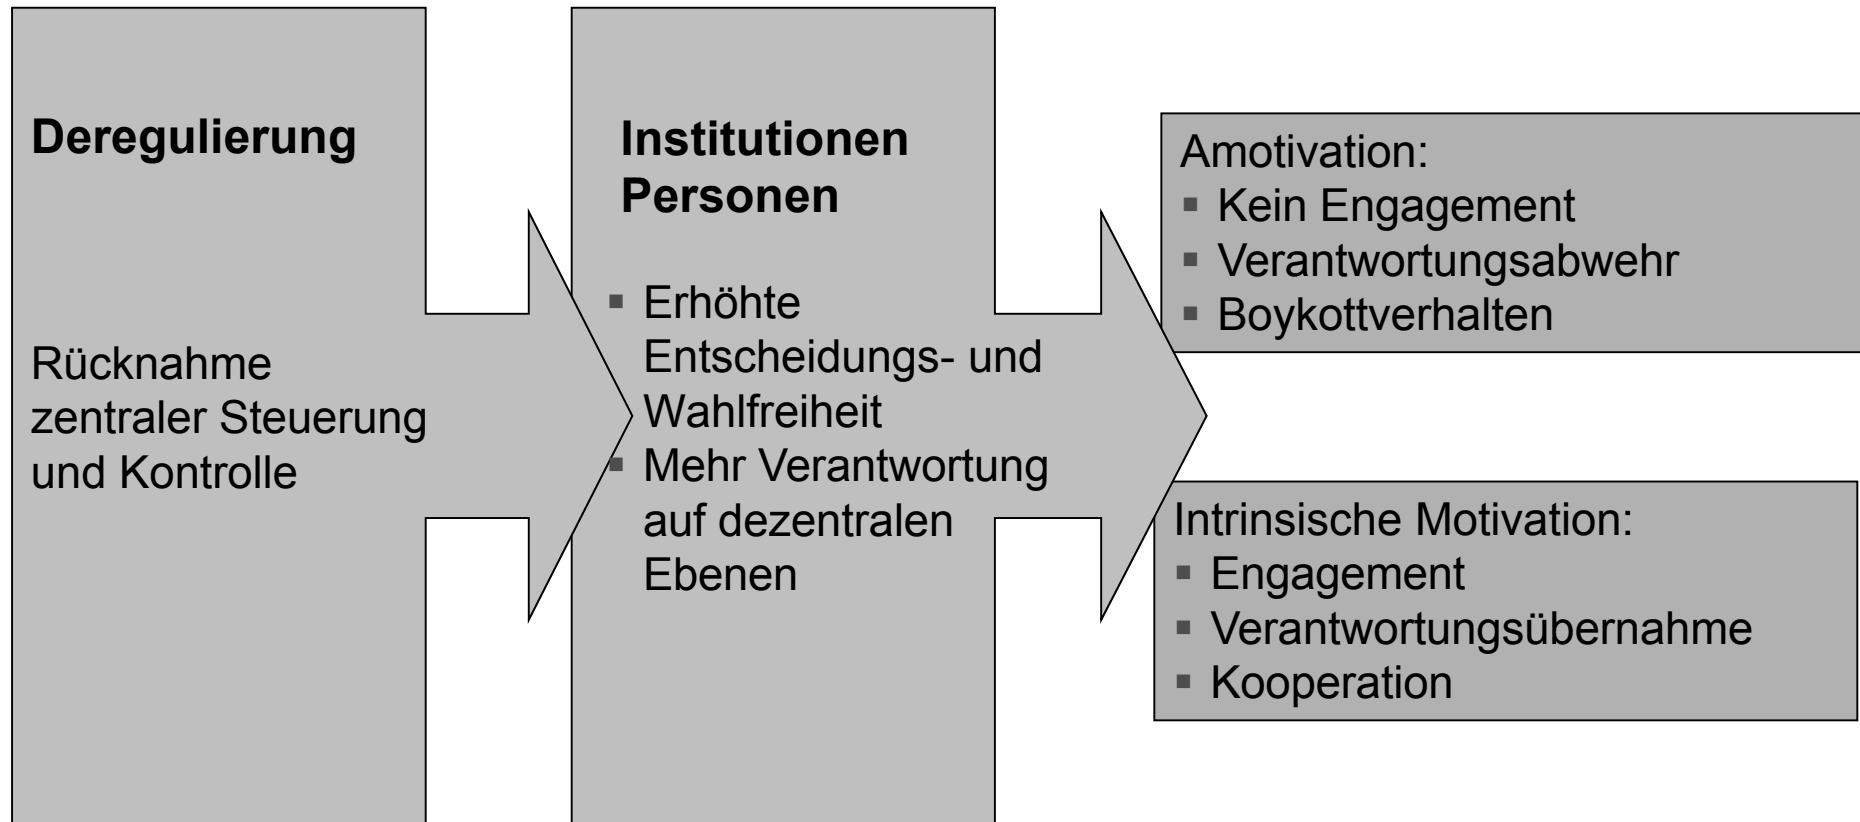 Deregulierung
Rücknahme
zentraler Steuerung
und Kontrolle
Institutionen
Personen
▪ Erhöhte
Entscheidungs- und
Wahlfreiheit
▪ Mehr Verantwortung
auf dezentralen
Ebenen
Amotivation:
▪ Kein Engagement
▪ Verantwortungsabwehr
▪ Boykottverhalten
Intrinsische Motivation:
▪ Engagement
▪ Verantwortungsübernahme
▪ Kooperation